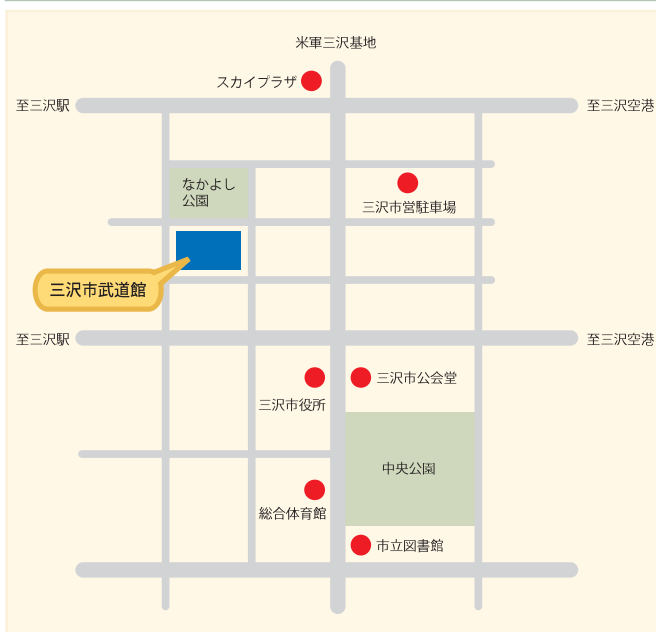 米軍三沢基地
スカイプラザ
至三沢駅
至三沢空港
なかよし
公園
三沢市営駐車場
三沢市武道館
至三沢駅
至三沢空港
三沢市公会堂
三沢市役所
中央公園
総合体育館
市立図書館